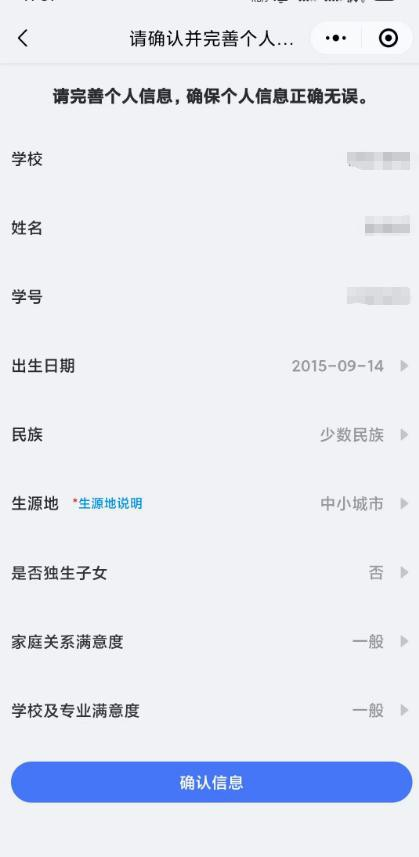 请确认并完善个人...
请完善个人信息，确保个人信息正确无误。
学校
姓名
学号
出生日期 2015-09-14
民族 少数民族
生源地 *生源地说明 中小城市
是否独生子女 否
家庭关系满意度 一般
学校及专业满意度 一般
确认信息